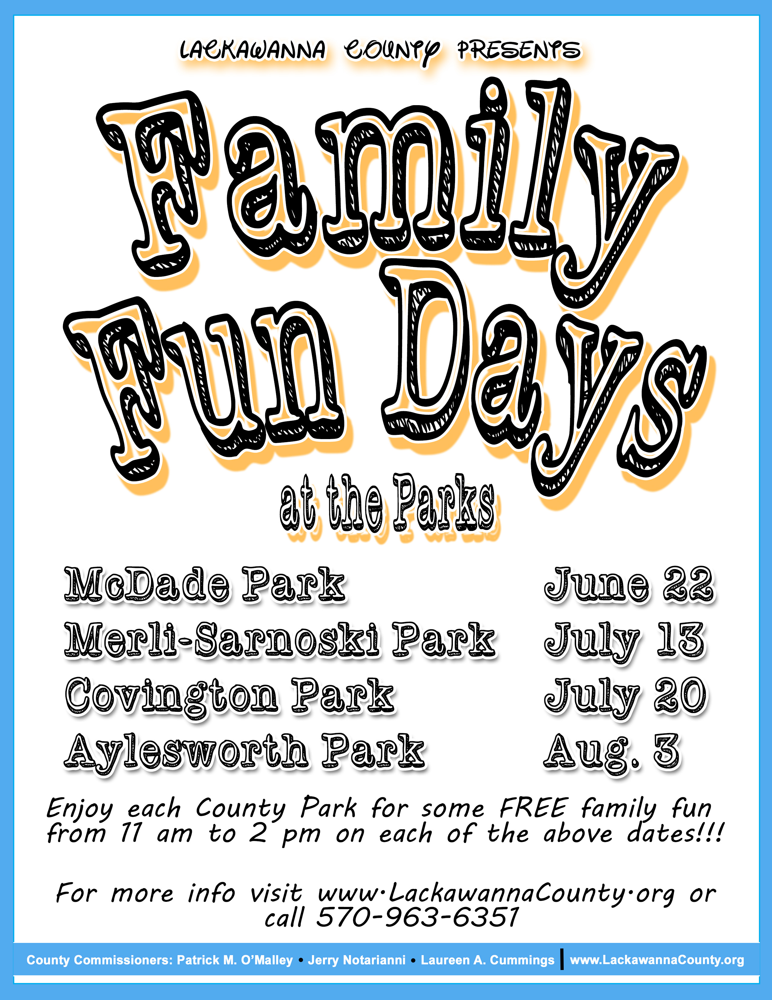 LACKAWANNA COUNTY PRESENTS
Family
Fun Days
at the Parks
McDade Park June 22
Merli-Sarnoski Park July 13
Covington Park July 20
Aylesworth Park Aug. 3
Enjoy each County Park for some FREE family fun
from 11 am to 2 pm on each of the above dates!!!
For more info visit www.LackawannaCounty.org or
call 570-963-6351
County Commissioners: Patrick M. O’Malley • Jerry Notarianni • Laureen A. Cummings | www.LackawannaCounty.org